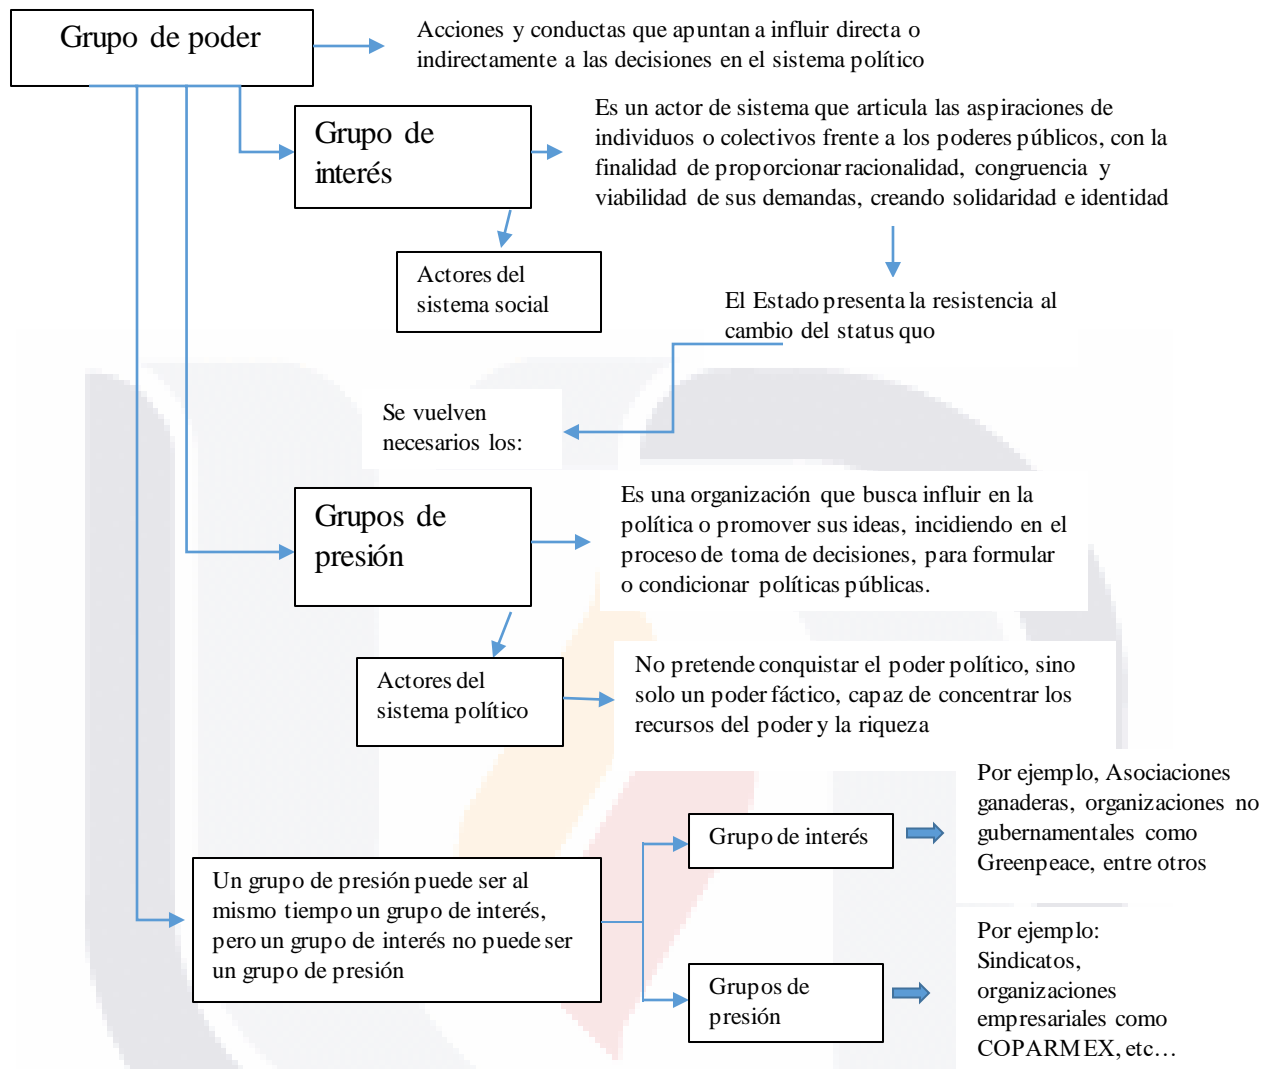 Grupo de poder
Acciones y conductas que apuntan a influir directa o
indirectamente a las decisiones en el sistema político
Grupo de
interés
Es un actor de sistema que articula las aspiraciones de
individuos o colectivos frente a los poderes públicos, con la
finalidad de proporcionar racionalidad, congruencia y
viabilidad de sus demandas, creando solidaridad e identidad
Actores del
sistema social
El Estado presenta la resistencia al
cambio del status quo
Se vuelven
necesarios los:
Grupos de
presión
Es una organización que busca influir en la
política o promover sus ideas, incidiendo en el
proceso de toma de decisiones, para formular
o condicionar políticas públicas.
Actores del
sistema político
No pretende conquistar el poder político, sino
solo un poder fáctico, capaz de concentrar los
recursos del poder y la riqueza
Un grupo de presión puede ser al
mismo tiempo un grupo de interés,
pero un grupo de interés no puede ser
un grupo de presión
Grupo de interés
Por ejemplo, Asociaciones
ganaderas, organizaciones no
gubernamentales como
Greenpeace, entre otros
Grupos de
presión
Por ejemplo:
Sindicatos,
organizaciones
empresariales como
COPARMEX, etc…